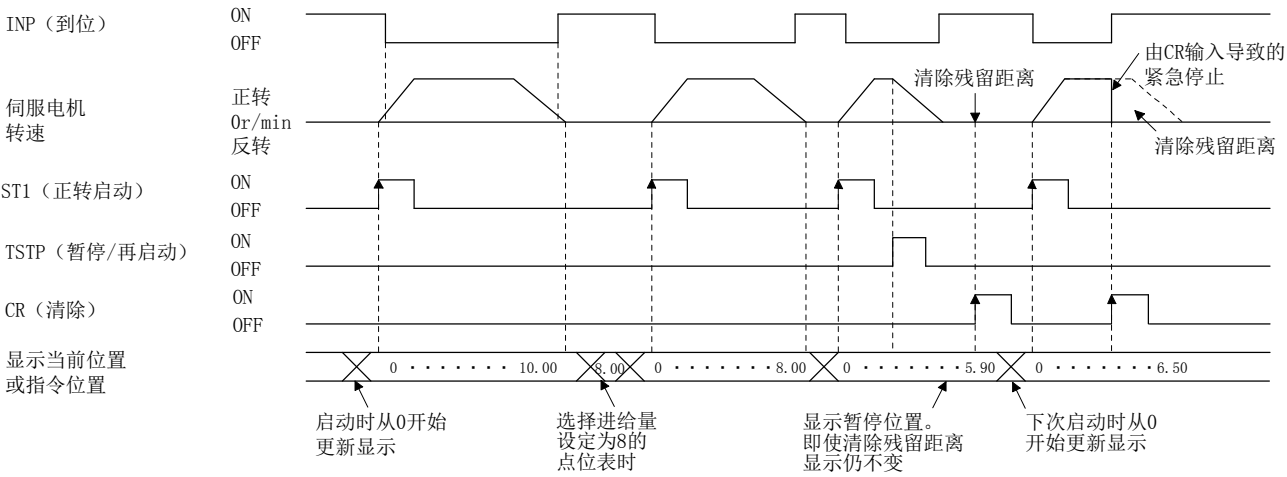 INP（到位）
ON
OFF
伺服电机
转速
正转
0r/min
反转
清除残留距离
由CR输入导致的
紧急停止
清除残留距离
ST1（正转启动）
ON
OFF
TSTP（暂停/再启动）
ON
OFF
CR（清除）
ON
OFF
显示当前位置
或指令位置
0 ······· 10.00
8.00
0 ·······8.00
0 ·······5.90
0 ·······6.50
启动时从0开始
更新显示
选择进给量
设定为8的
点位表时
显示暂停位置。
即使清除残留距离
显示仍不变
下次启动时从0
开始更新显示